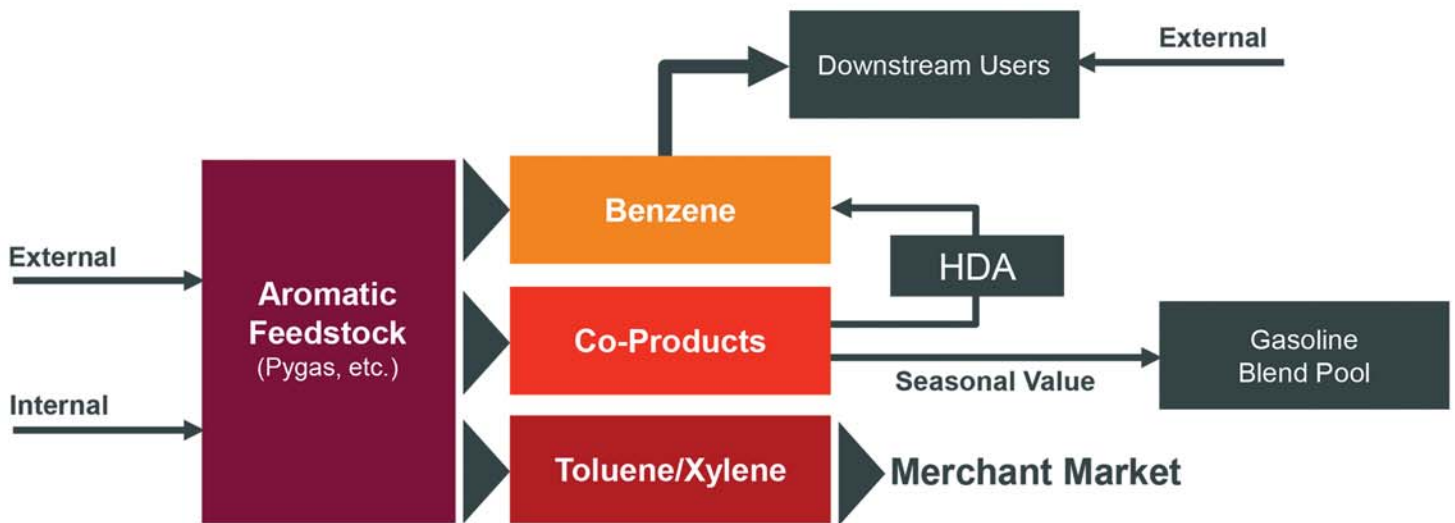 External
Downstream Users
Benzene
External
HDA
Aromatic
Feedstock
(Pygas, etc.)
Co-Products
Gasoline
Blend Pool
Seasonal Value
Internal
Toluene/Xylene
Merchant Market